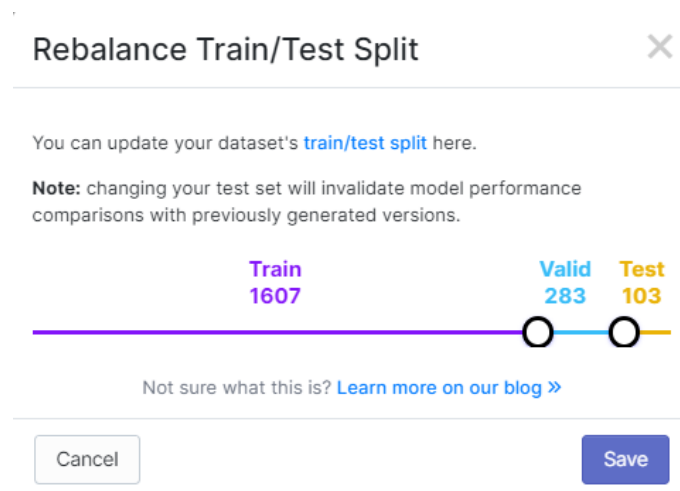 Rebalance Train/Test Split
You can update your dataset's train/test split here.
Note: changing your test set will invalidate model performance
comparisons with previously generated versions.
Train Valid Test
1607 283 103
Not sure what this is? Learn more on our blog »
Cancel Save